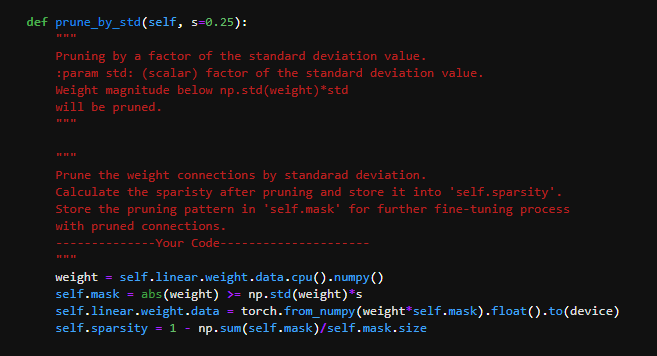 def prune_by_std(self, s=0.25):
"""
Pruning by a factor of the standard deviation value.
:param std: (scalar) factor of the standard deviation value.
Weight magnitude below np.std(weight)*std
will be pruned.
"""
"""
Prune the weight connections by standarad deviation.
Calculate the sparisty after pruning and store it into 'self.sparsity'.
Store the pruning pattern in 'self.mask' for further fine-tuning process
with pruned connections.
--------------Your Code---------------------
"""
weight = self.linear.weight.data.cpu().numpy()
self.mask = abs(weight) >= np.std(weight)*s
self.linear.weight.data = torch.from_numpy(weight*self.mask).float().to(device)
self.sparsity = 1 - np.sum(self.mask)/self.mask.size